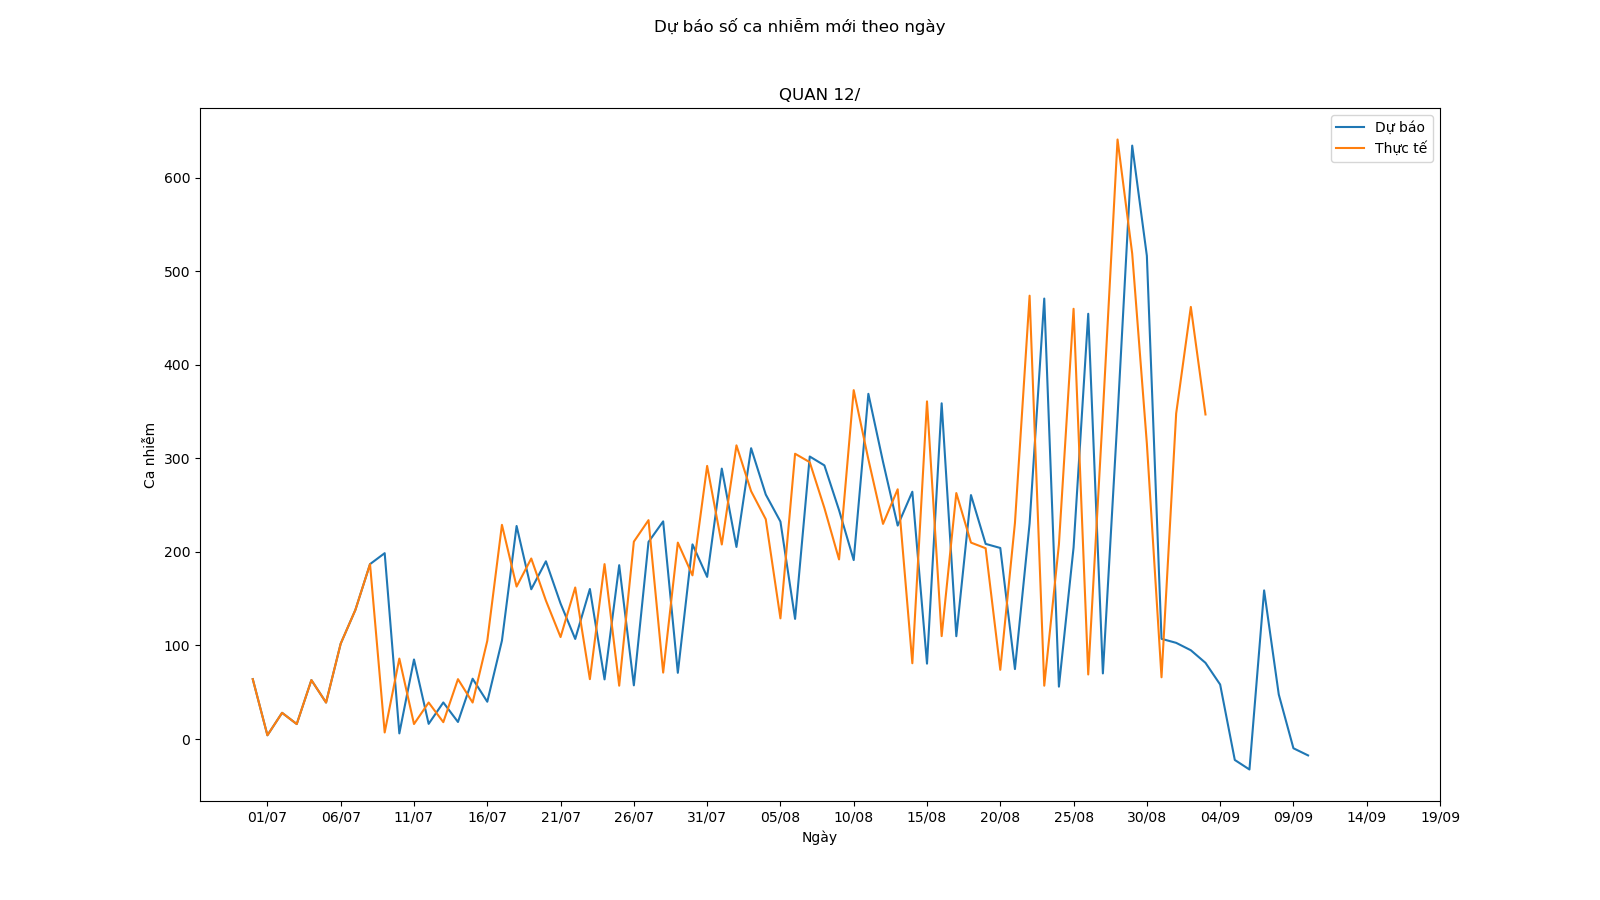 Dự báo số ca nhiễm mới theo ngày
QUAN 12/
Dự báo
Thực tế
600
500
400
300
200
100
0
Ca nhiễm
01/07 06/07 11/07 16/07 21/07 26/07 31/07 05/08 10/08 15/08 20/08 25/08 30/08 04/09 09/09 14/09 19/09
Ngày